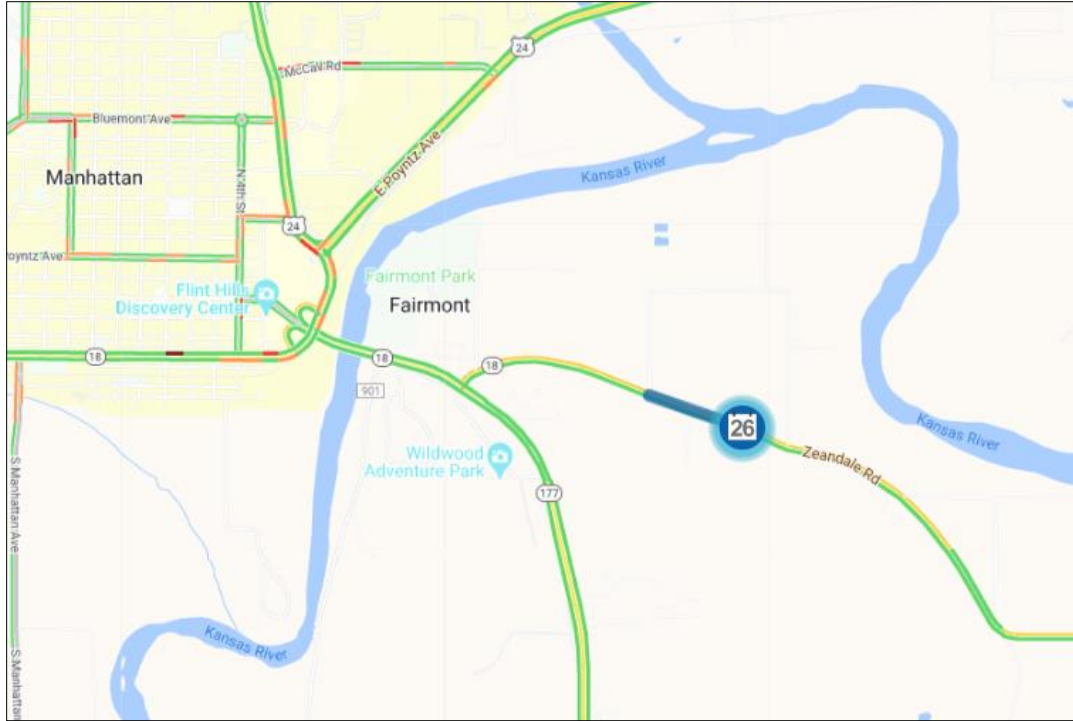 24
McCall Rd
Bluemont Ave
E Poyntz Ave
Kansas River
Manhattan
N 4th St
24
oyntz Ave
Fairmont Park
Flint Hills
Discovery Center
Fairmont
18
18
18
901
26
Kansas River
Wildwood
Adventure Park
Zeandale Rd
S Manhattan Ave
177
Kansas River
S Manhattan